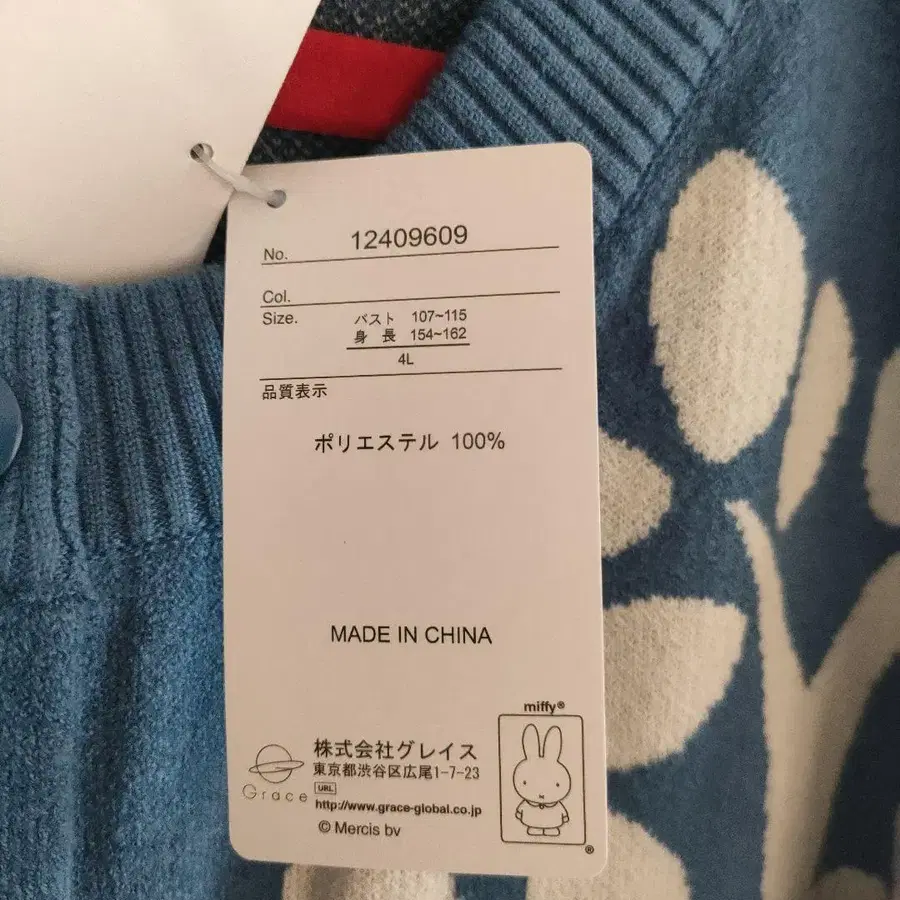 No. 12409609
Col.
Size. バスト 107~115
身 長 154~162
4L
品質表示
ポリエステル 100%
MADE IN CHINA
miffy®
株式会社グレイス
東京都渋谷区広尾1-7-23
URL
Grace
http://www.grace-global.co.jp
© Mercis bv
®